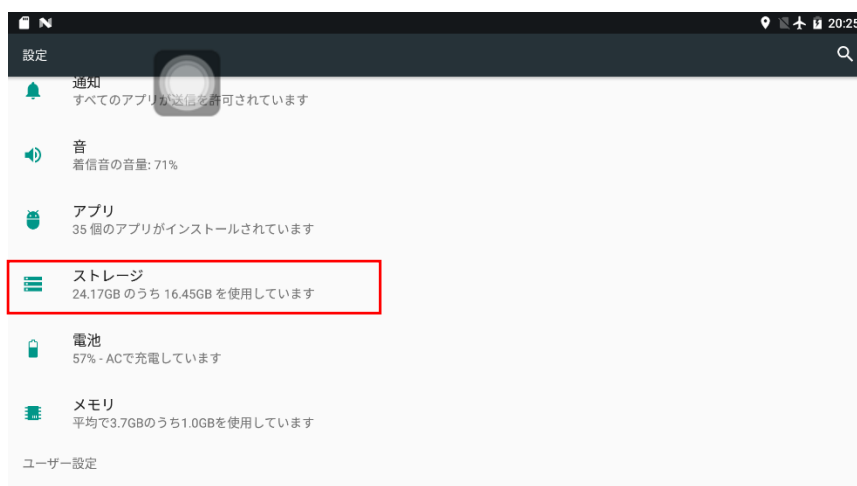 20:25
設定
通知
すべてのアプリが送信を許可されています
音
着信音の音量: 71%
アプリ
35 個のアプリがインストールされています
ストレージ
24.17GB のうち 16.45GB を使用しています
電池
57% - ACで充電しています
メモリ
平均で3.7GBのうち1.0GBを使用しています
ユーザー設定